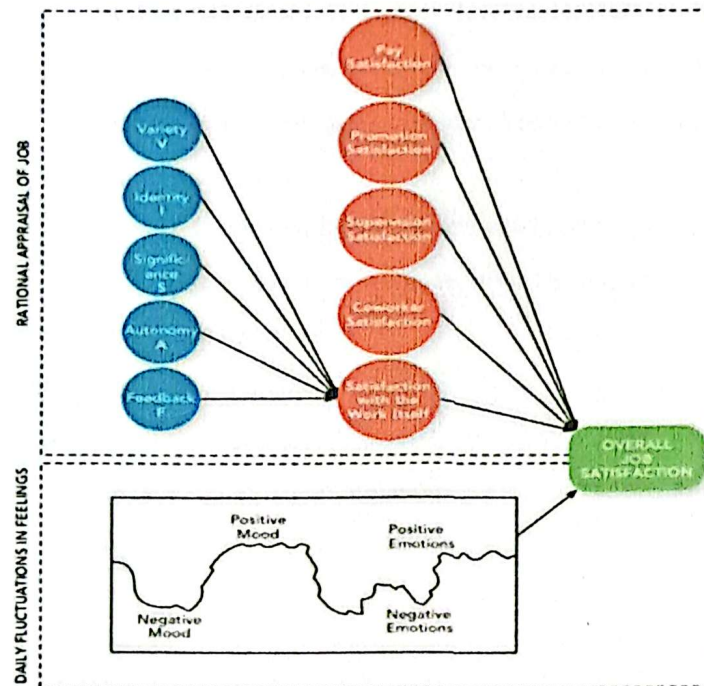 RATIONAL APPRAISAL OF JOB
Pay
Satisfaction
Promotion
Satisfaction
Supervision
Satisfaction
Coworker
Satisfaction
Satisfaction
with the
Work Itself
Variety
V
Identity
I
Signific
ance
S
Autonomy
A
Feedback
F
OVERALL
JOB
SATISFACTION
DAILY FLUCTUATIONS IN FEELINGS
Positive
Mood
Negative
Mood
Positive
Emotions
Negative
Emotions